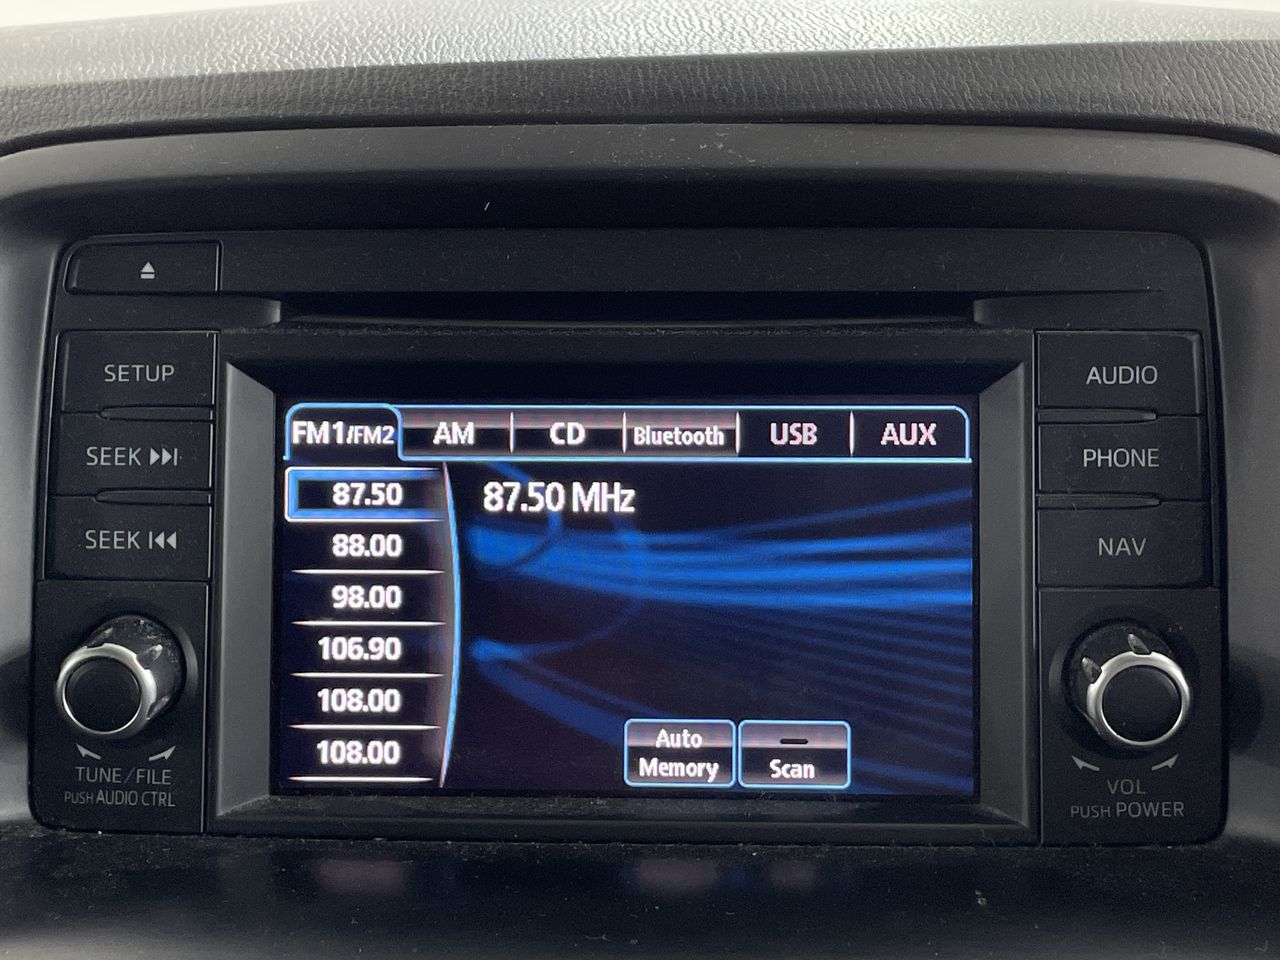 SETUP
SEEK
SEEK
TUNE/FILE
PUSH AUDIO CTRL
FM1/FM2 AM CD Bluetooth USB AUX
87.50
88.00
98.00
106.90
108.00
108.00
87.50 MHz
Auto
Memory
Scan
AUDIO
PHONE
NAV
VOL
PUSH POWER